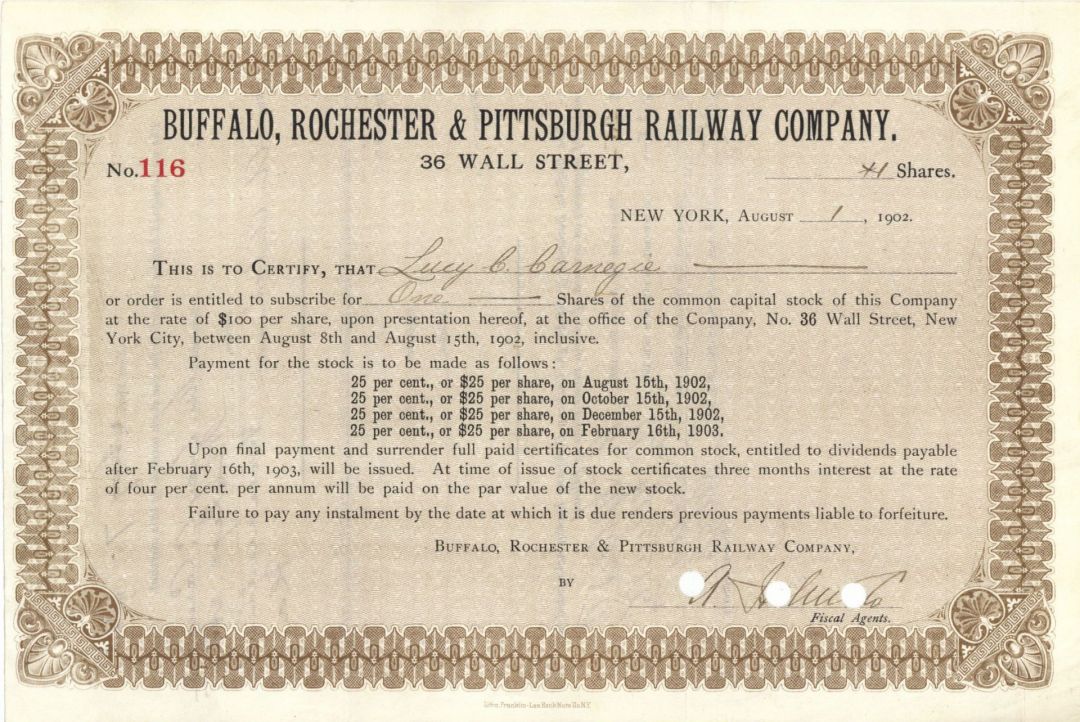 BUFFALO, ROCHESTER & PITTSBURGH RAILWAY COMPANY.
36 WALL STREET,
No. 116
Shares.
NEW YORK, AUGUST 1, 1902.
THIS IS TO CERTIFY, THAT Lucy C. Carnegie
or order is entitled to subscribe for One Shares of the common capital stock of this Company
at the rate of $100 per share, upon presentation hereof, at the office of the Company, No. 36 Wall Street, New
York City, between August 8th and August 15th, 1902, inclusive.
Payment for the stock is to be made as follows:
25 per cent., or $25 per share, on August 15th, 1902,
25 per cent., or $25 per share, on October 15th, 1902,
25 per cent., or $25 per share, on December 15th, 1902,
25 per cent., or $25 per share, on February 16th, 1903.
Upon final payment and surrender full paid certificates for common stock, entitled to dividends payable
after February 16th, 1903, will be issued. At time of issue of stock certificates three months interest at the rate
of four per cent. per annum will be paid on the par value of the new stock.
Failure to pay any instalment by the date at which it is due renders previous payments liable to forfeiture.
BUFFALO, ROCHESTER & PITTSBURGH RAILWAY COMPANY,
BY
Fiscal Agents.
Litho. Franklin-Lee Bank Note Co. N.Y.